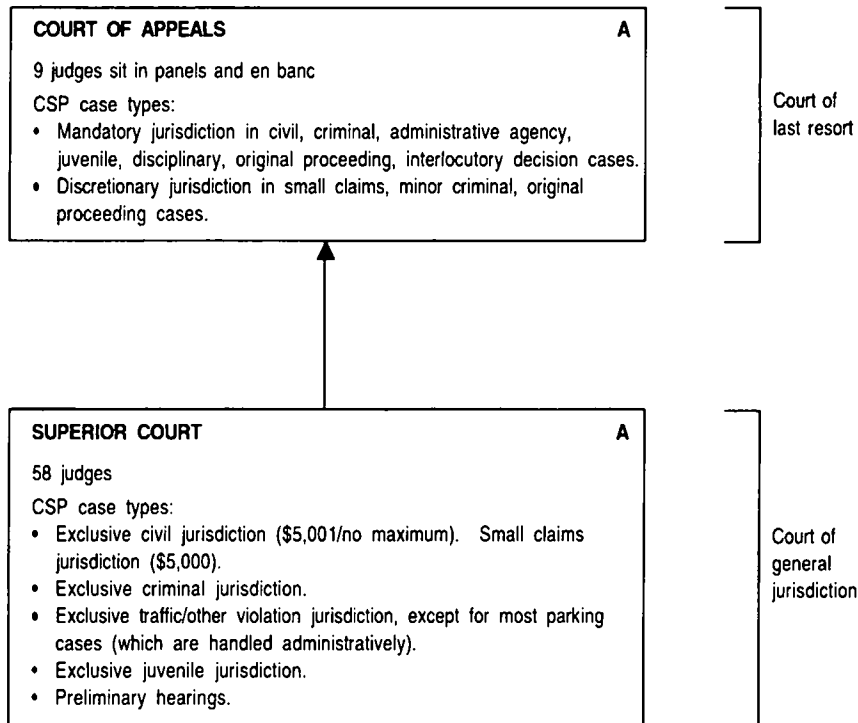 COURT OF APPEALS A
9 judges sit in panels and en banc
CSP case types:
• Mandatory jurisdiction in civil, criminal, administrative agency,
juvenile, disciplinary, original proceeding, interlocutory decision cases.
• Discretionary jurisdiction in small claims, minor criminal, original
proceeding cases.
Court of
last resort
SUPERIOR COURT A
58 judges
CSP case types:
• Exclusive civil jurisdiction ($5,001/no maximum). Small claims
jurisdiction ($5,000).
• Exclusive criminal jurisdiction.
• Exclusive traffic/other violation jurisdiction, except for most parking
cases (which are handled administratively).
• Exclusive juvenile jurisdiction.
• Preliminary hearings.
Court of
general
jurisdiction